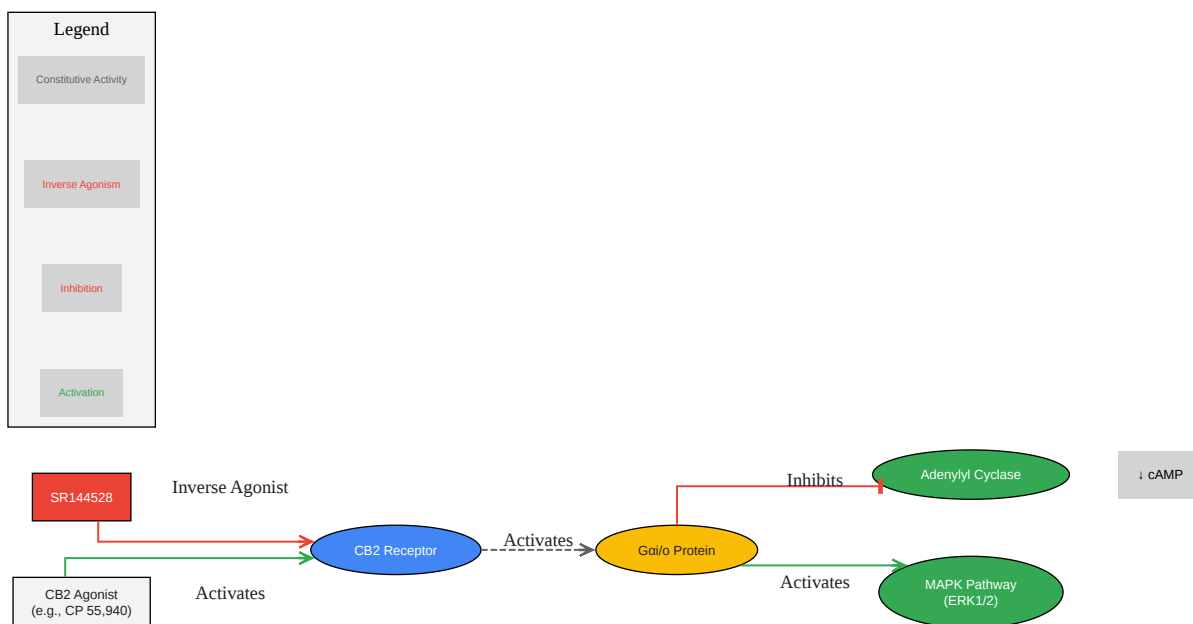 Legend
Constitutive Activity
Inverse Agonism
Inhibition
Activation
SR144528
Inverse Agonist
CB2 Agonist
(e.g., CP 55,940)
Activates
CB2 Receptor
Activates
Gαi/o Protein
Inhibits
Adenylyl Cyclase
↓ cAMP
Activates
MAPK Pathway
(ERK1/2)